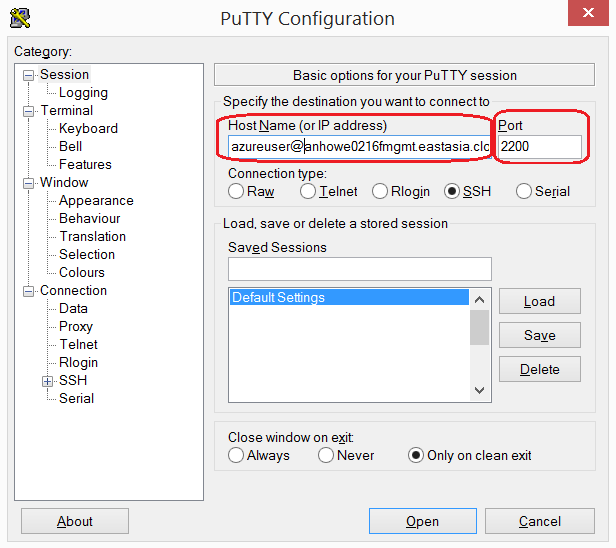 PuTTY Configuration
Category:
Session
Logging
Terminal
Keyboard
Bell
Features
Window
Appearance
Behaviour
Translation
Selection
Colours
Connection
Data
Proxy
Telnet
Rlogin
SSH
Serial
Basic options for your PuTTY session
Specify the destination you want to connect to
Host Name (or IP address) Port
azureuser@anhowe0216fmgmt.eastasia.clo 2200
Connection type:
Raw Telnet Rlogin SSH Serial
Load, save or delete a stored session
Saved Sessions
Default Settings
Load
Save
Delete
Close window on exit:
Always Never Only on clean exit
About Open Cancel